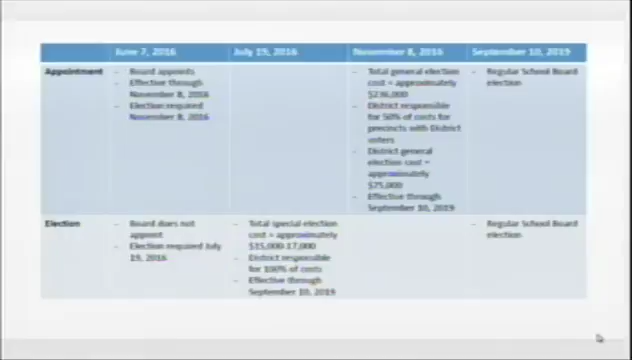 June 7, 2016
July 19, 2016
November 8, 2016
September 10, 2019
Appointment
- Board appoints
- Effective through
November 8, 2016
- Election required
November 8, 2016
- Total general election
cost = approximately
$236,000
- District responsible
for 50% of costs for
precincts with District
voters
- District general
election cost =
approximately
$75,000
- Effective through
September 10, 2019
- Regular School Board
election
Election
- Board does not
appoint
- Election required July
19, 2016
- Total special election
cost = approximately
$15,000-17,000
- District responsible
for 100% of costs
- Effective through
September 10, 2019
- Regular School Board
election